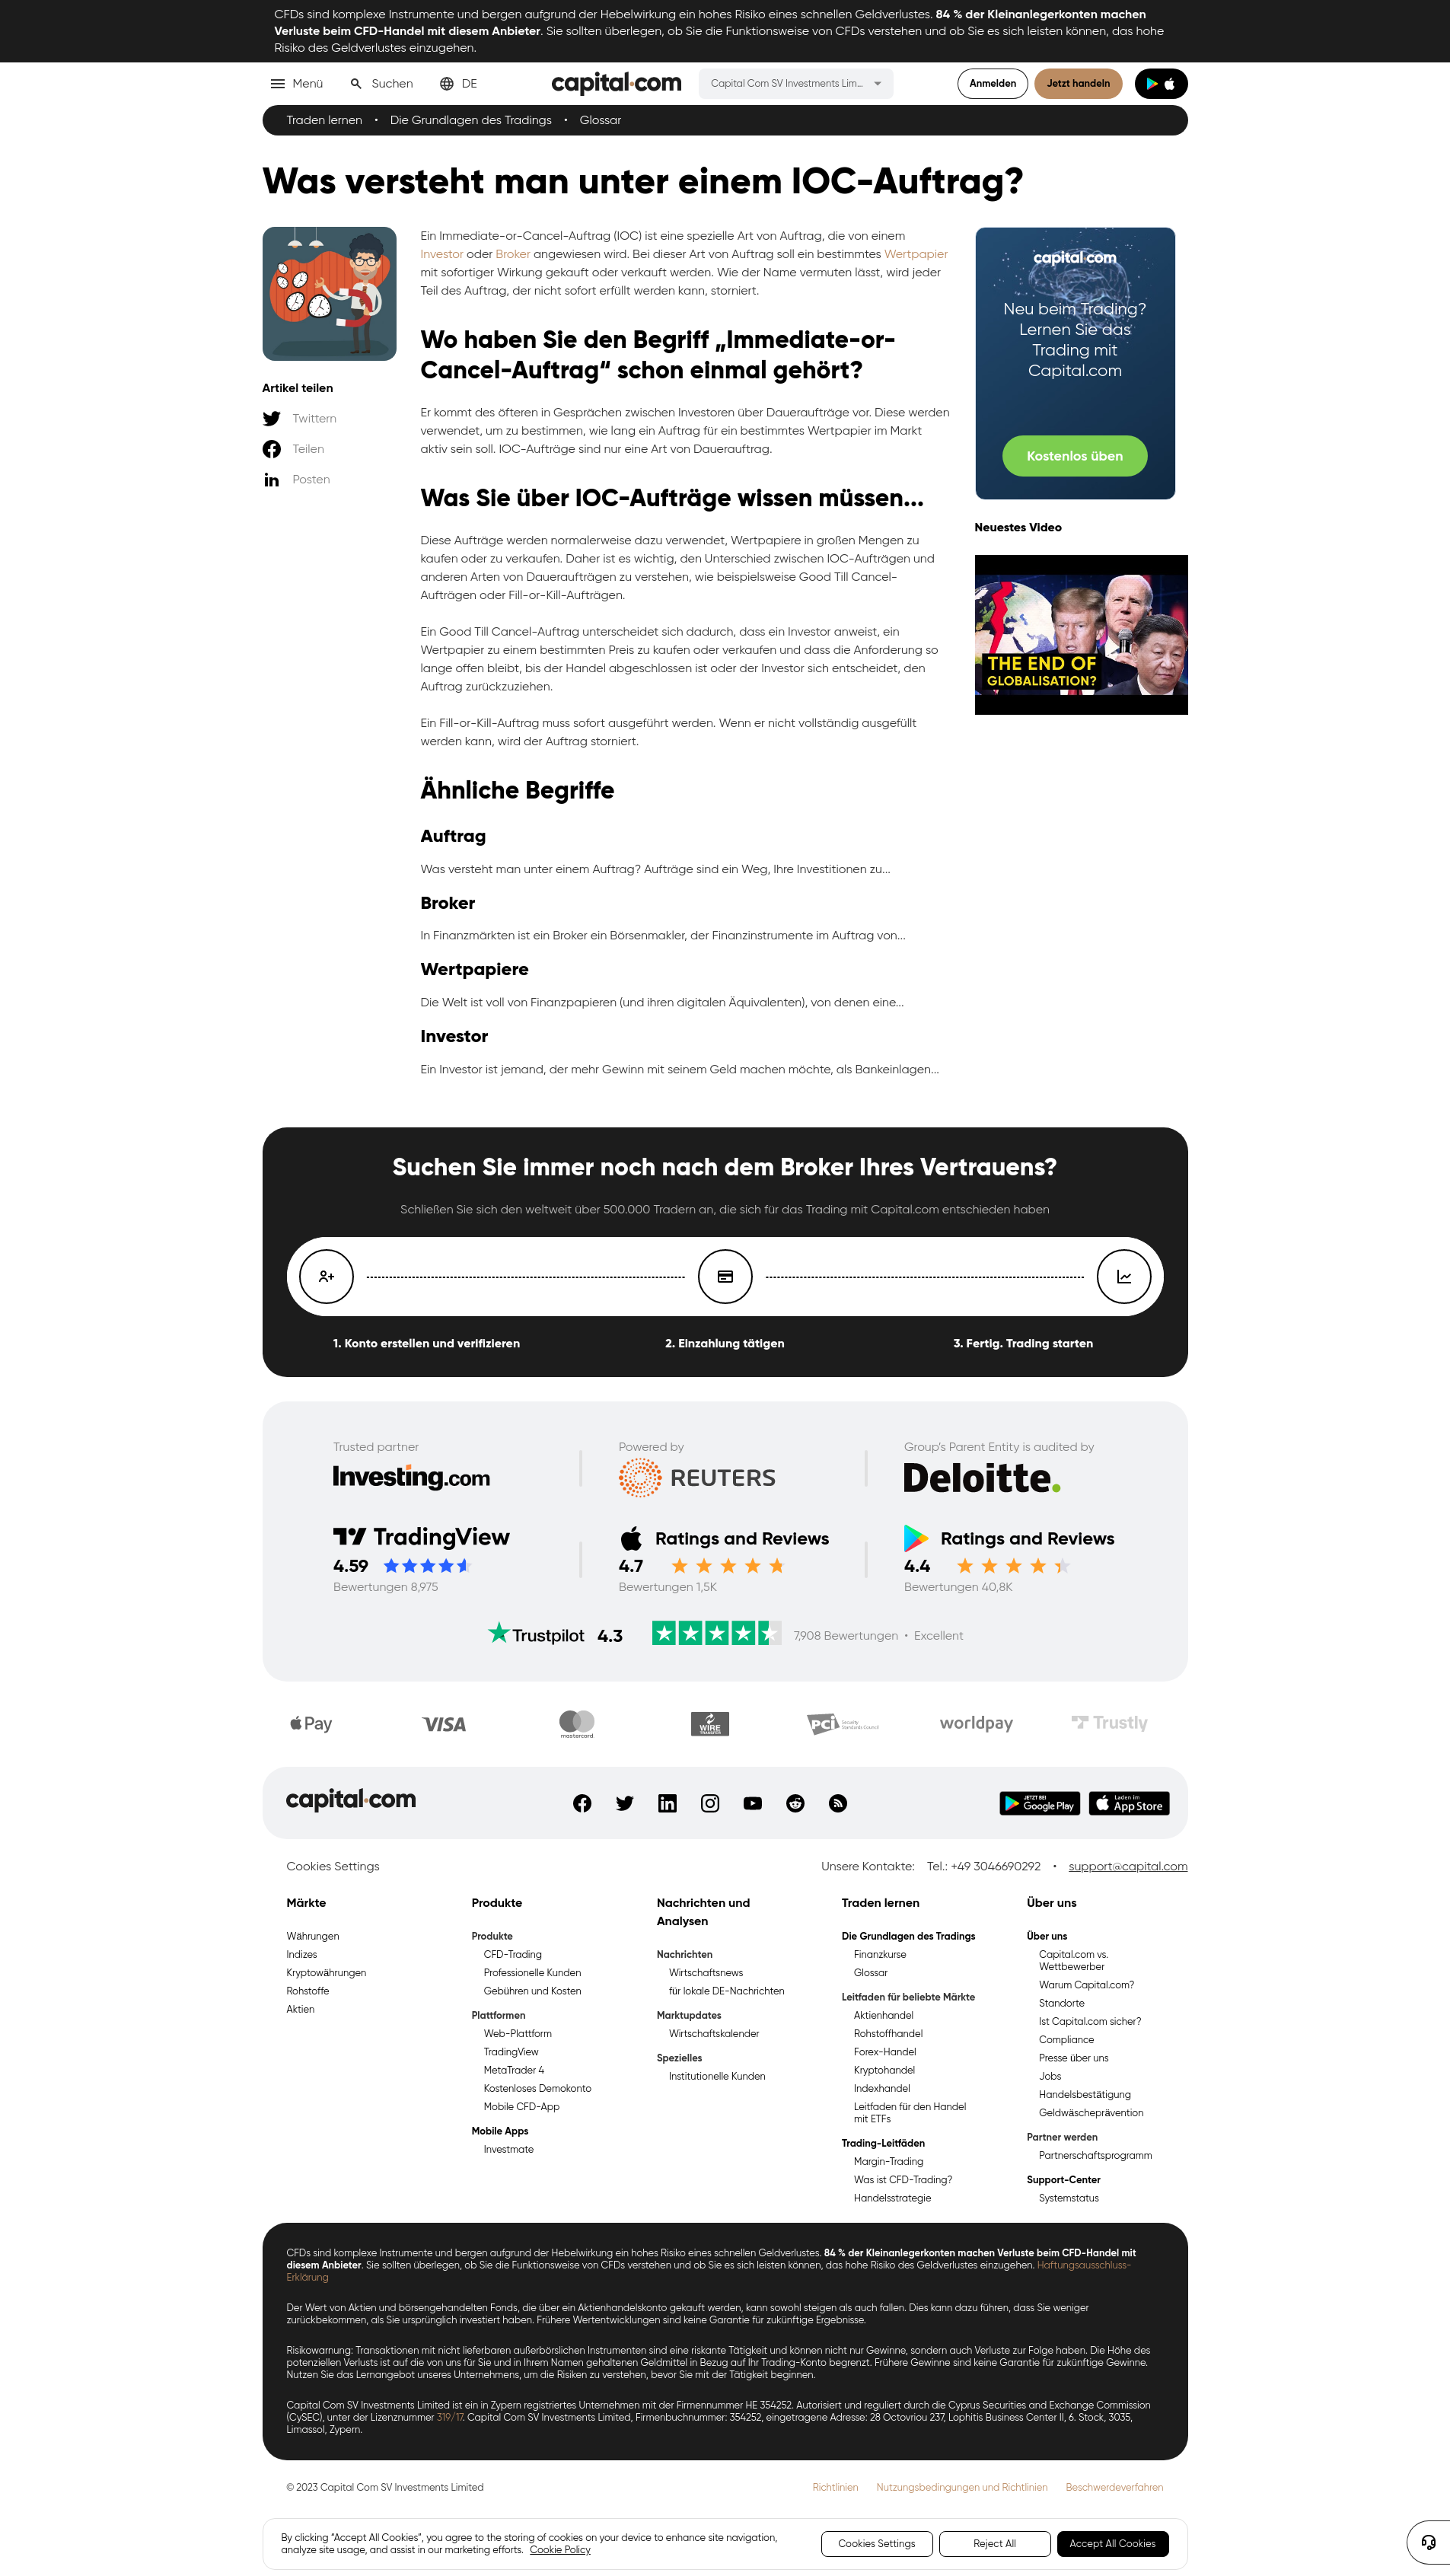 CFDs sind komplexe Instrumente und bergen aufgrund der Hebelwirkung ein hohes Risiko eines schnellen Geldverlustes. 84 % der Kleinanlegerkonten machen
Verluste beim CFD-Handel mit diesem Anbieter. Sie sollten überlegen, ob Sie die Funktionsweise von CFDs verstehen und ob Sie es sich leisten können, das hohe
Risiko des Geldverlustes einzugehen.
Menü
Suchen
DE
capital.com
Capital Com SV Investments Lim...
Anmelden
Jetzt handeln
Traden lernen • Die Grundlagen des Tradings • Glossar
Was versteht man unter einem IOC-Auftrag?
Artikel teilen
Twittern
Teilen
Posten
Ein Immediate-or-Cancel-Auftrag (IOC) ist eine spezielle Art von Auftrag, die von einem
Investor oder Broker angewiesen wird. Bei dieser Art von Auftrag soll ein bestimmtes Wertpapier
mit sofortiger Wirkung gekauft oder verkauft werden. Wie der Name vermuten lässt, wird jeder
Teil des Auftrag, der nicht sofort erfüllt werden kann, storniert.
Wo haben Sie den Begriff „Immediate-or-
Cancel-Auftrag“ schon einmal gehört?
Er kommt des öfteren in Gesprächen zwischen Investoren über Daueraufträge vor. Diese werden
verwendet, um zu bestimmen, wie lang ein Auftrag für ein bestimmtes Wertpapier im Markt
aktiv sein soll. IOC-Aufträge sind nur eine Art von Dauerauftrag.
Was Sie über IOC-Aufträge wissen müssen...
Diese Aufträge werden normalerweise dazu verwendet, Wertpapiere in großen Mengen zu
kaufen oder zu verkaufen. Daher ist es wichtig, den Unterschied zwischen IOC-Aufträgen und
anderen Arten von Daueraufträgen zu verstehen, wie beispielsweise Good Till Cancel-
Aufträgen oder Fill-or-Kill-Aufträgen.
Ein Good Till Cancel-Auftrag unterscheidet sich dadurch, dass ein Investor anweist, ein
Wertpapier zu einem bestimmten Preis zu kaufen oder verkaufen und dass die Anforderung so
lange offen bleibt, bis der Handel abgeschlossen ist oder der Investor sich entscheidet, den
Auftrag zurückzuziehen.
Ein Fill-or-Kill-Auftrag muss sofort ausgeführt werden. Wenn er nicht vollständig ausgefüllt
werden kann, wird der Auftrag storniert.
Ähnliche Begriffe
Auftrag
Was versteht man unter einem Auftrag? Aufträge sind ein Weg, Ihre Investitionen zu...
Broker
In Finanzmärkten ist ein Broker ein Börsenmakler, der Finanzinstrumente im Auftrag von...
Wertpapiere
Die Welt ist voll von Finanzpapieren (und ihren digitalen Äquivalenten), von denen eine...
Investor
Ein Investor ist jemand, der mehr Gewinn mit seinem Geld machen möchte, als Bankeinlagen...
capital.com
Neu beim Trading?
Lernen Sie das
Trading mit
Capital.com
Kostenlos üben
Neuestes Video
THE END OF
GLOBALISATION?
Suchen Sie immer noch nach dem Broker Ihres Vertrauens?
Schließen Sie sich den weltweit über 500.000 Tradern an, die sich für das Trading mit Capital.com entschieden haben
1. Konto erstellen und verifizieren
2. Einzahlung tätigen
3. Fertig. Trading starten
Trusted partner
Investing.com
Powered by
REUTERS
Group's Parent Entity is audited by
Deloitte.
TradingView
4.59
Bewertungen 8,975
Ratings and Reviews
4.7
Bewertungen 1,5K
Ratings and Reviews
4.4
Bewertungen 40,8K
Trustpilot 4.3
7,908 Bewertungen • Excellent
Pay
VISA
mastercard
WIRE
TRANSFER
PCI Security
Standards Council
worldpay
Trustly
capital.com
JETZT BEI
Google Play
Laden im
App Store
Cookies Settings
Unsere Kontakte: Tel.: +49 3046690292 • support@capital.com
Märkte
Währungen
Indizes
Kryptowährungen
Rohstoffe
Aktien
Produkte
Produkte
CFD-Trading
Professionelle Kunden
Gebühren und Kosten
Plattformen
Web-Plattform
TradingView
MetaTrader 4
Kostenloses Demokonto
Mobile CFD-App
Mobile Apps
Investmate
Nachrichten und
Analysen
Nachrichten
Wirtschaftsnews
für lokale DE-Nachrichten
Marktupdates
Wirtschaftskalender
Spezielles
Institutionelle Kunden
Traden lernen
Die Grundlagen des Tradings
Finanzkurse
Glossar
Leitfaden für beliebte Märkte
Aktienhandel
Rohstoffhandel
Forex-Handel
Kryptohandel
Indexhandel
Leitfaden für den Handel
mit ETFs
Trading-Leitfäden
Margin-Trading
Was ist CFD-Trading?
Handelsstrategie
Über uns
Über uns
Capital.com vs.
Wettbewerber
Warum Capital.com?
Standorte
Ist Capital.com sicher?
Compliance
Presse über uns
Jobs
Handelsbestätigung
Geldwäscheprävention
Partner werden
Partnerschaftsprogramm
Support-Center
Systemstatus
CFDs sind komplexe Instrumente und bergen aufgrund der Hebelwirkung ein hohes Risiko eines schnellen Geldverlustes. 84 % der Kleinanlegerkonten machen Verluste beim CFD-Handel mit
diesem Anbieter. Sie sollten überlegen, ob Sie die Funktionsweise von CFDs verstehen und ob Sie es sich leisten können, das hohe Risiko des Geldverlustes einzugehen. Haftungsausschluss-
Erklärung
Der Wert von Aktien und börsengehandelten Fonds, die über ein Aktienhandelskonto gekauft werden, kann sowohl steigen als auch fallen. Dies kann dazu führen, dass Sie weniger
zurückbekommen, als Sie ursprünglich investiert haben. Frühere Wertentwicklungen sind keine Garantie für zukünftige Ergebnisse.
Risikowarnung: Transaktionen mit nicht lieferbaren außerbörslichen Instrumenten sind eine riskante Tätigkeit und können nicht nur Gewinne, sondern auch Verluste zur Folge haben. Die Höhe des
potenziellen Verlusts ist auf die von uns für Sie und in Ihrem Namen gehaltenen Geldmittel in Bezug auf Ihr Trading-Konto begrenzt. Frühere Gewinne sind keine Garantie für zukünftige Gewinne.
Nutzen Sie das Lernangebot unseres Unternehmens, um die Risiken zu verstehen, bevor Sie mit der Tätigkeit beginnen.
Capital Com SV Investments Limited ist ein in Zypern registriertes Unternehmen mit der Firmennummer HE 354252. Autorisiert und reguliert durch die Cyprus Securities and Exchange Commission
(CySEC), unter der Lizenznummer 319/17. Capital Com SV Investments Limited, Firmenbuchnummer: 354252, eingetragene Adresse: 28 Octovriou 237, Lophitis Business Center II, 6. Stock, 3035,
Limassol, Zypern.
© 2023 Capital Com SV Investments Limited
Richtlinien
Nutzungsbedingungen und Richtlinien
Beschwerdeverfahren
By clicking “Accept All Cookies”, you agree to the storing of cookies on your device to enhance site navigation,
analyze site usage, and assist in our marketing efforts. Cookie Policy
Cookies Settings
Reject All
Accept All Cookies